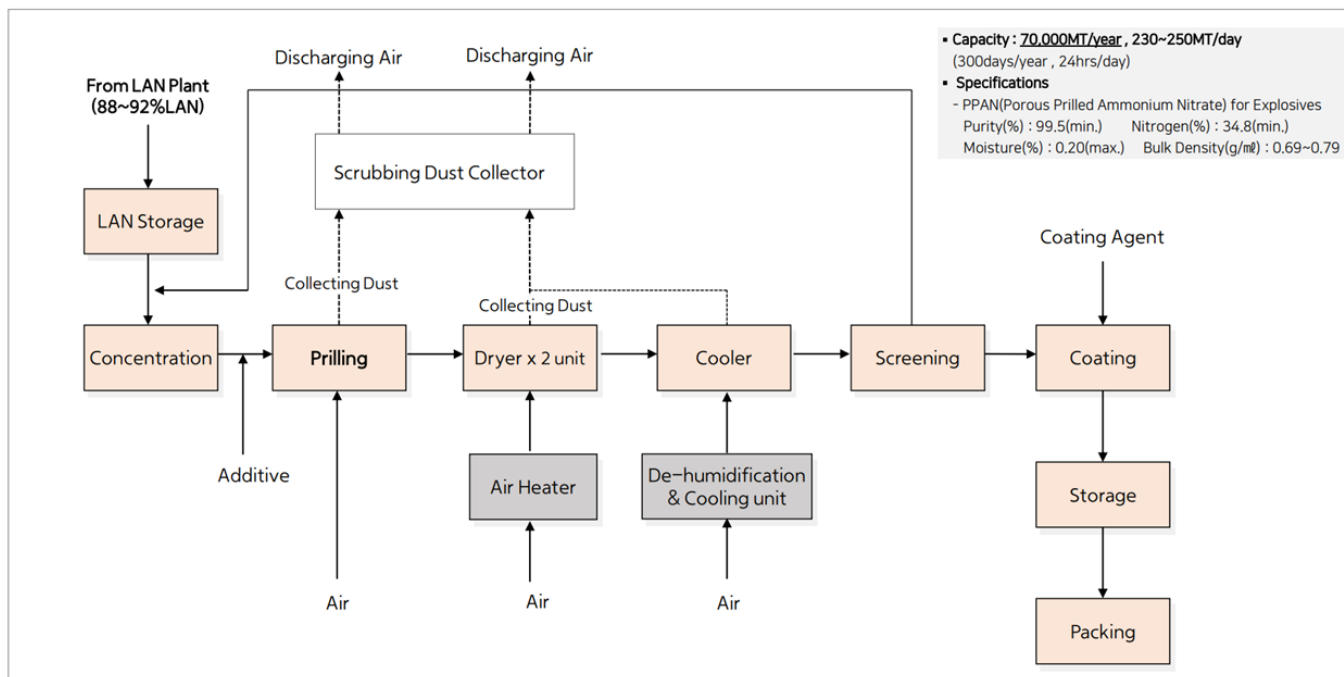 ▪ Capacity : 70,000MT/year , 230~250MT/day
(300days/year , 24hrs/day)
▪ Specifications
- PPAN(Porous Prilled Ammonium Nitrate) for Explosives
Purity(%) : 99.5(min.) Nitrogen(%) : 34.8(min.)
Moisture(%) : 0.20(max.) Bulk Density(g/㎖) : 0.69~0.79
Discharging Air
Discharging Air
From LAN Plant
(88~92%LAN)
Scrubbing Dust Collector
LAN Storage
Coating Agent
Collecting Dust
Collecting Dust
Concentration
Prilling
Dryer x 2 unit
Cooler
Screening
Coating
Additive
Air Heater
De-humidification
& Cooling unit
Storage
Air
Air
Air
Packing